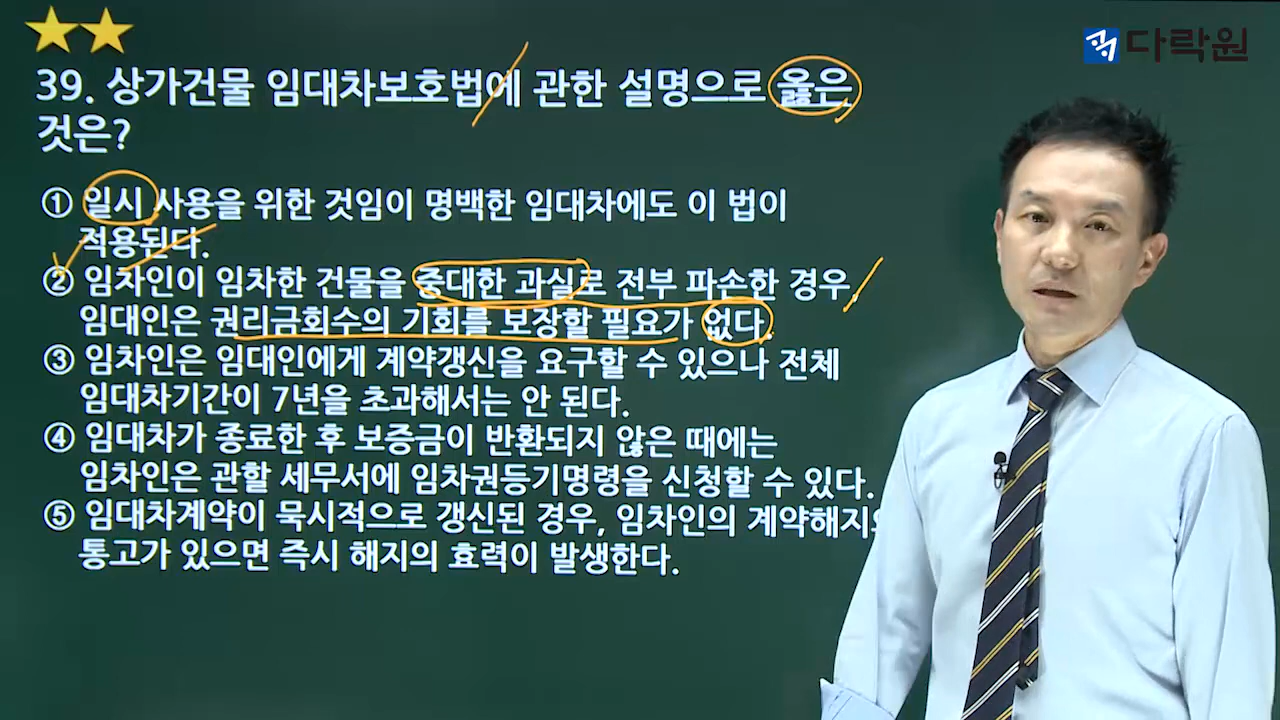 다락원
39. 상가건물 임대차보호법에 관한 설명으로 옳은
것은?
① 일시 사용을 위한 것임이 명백한 임대차에도 이 법이
적용된다.
② 임차인이 임차한 건물을 중대한 과실로 전부 파손한 경우,
임대인은 권리금회수의 기회를 보장할 필요가 없다.
③ 임차인은 임대인에게 계약갱신을 요구할 수 있으나 전체
임대차기간이 7년을 초과해서는 안 된다.
④ 임대차가 종료한 후 보증금이 반환되지 않은 때에는
임차인은 관할 세무서에 임차권등기명령을 신청할 수 있다.
⑤ 임대차계약이 묵시적으로 갱신된 경우, 임차인의 계약해지
통고가 있으면 즉시 해지의 효력이 발생한다.